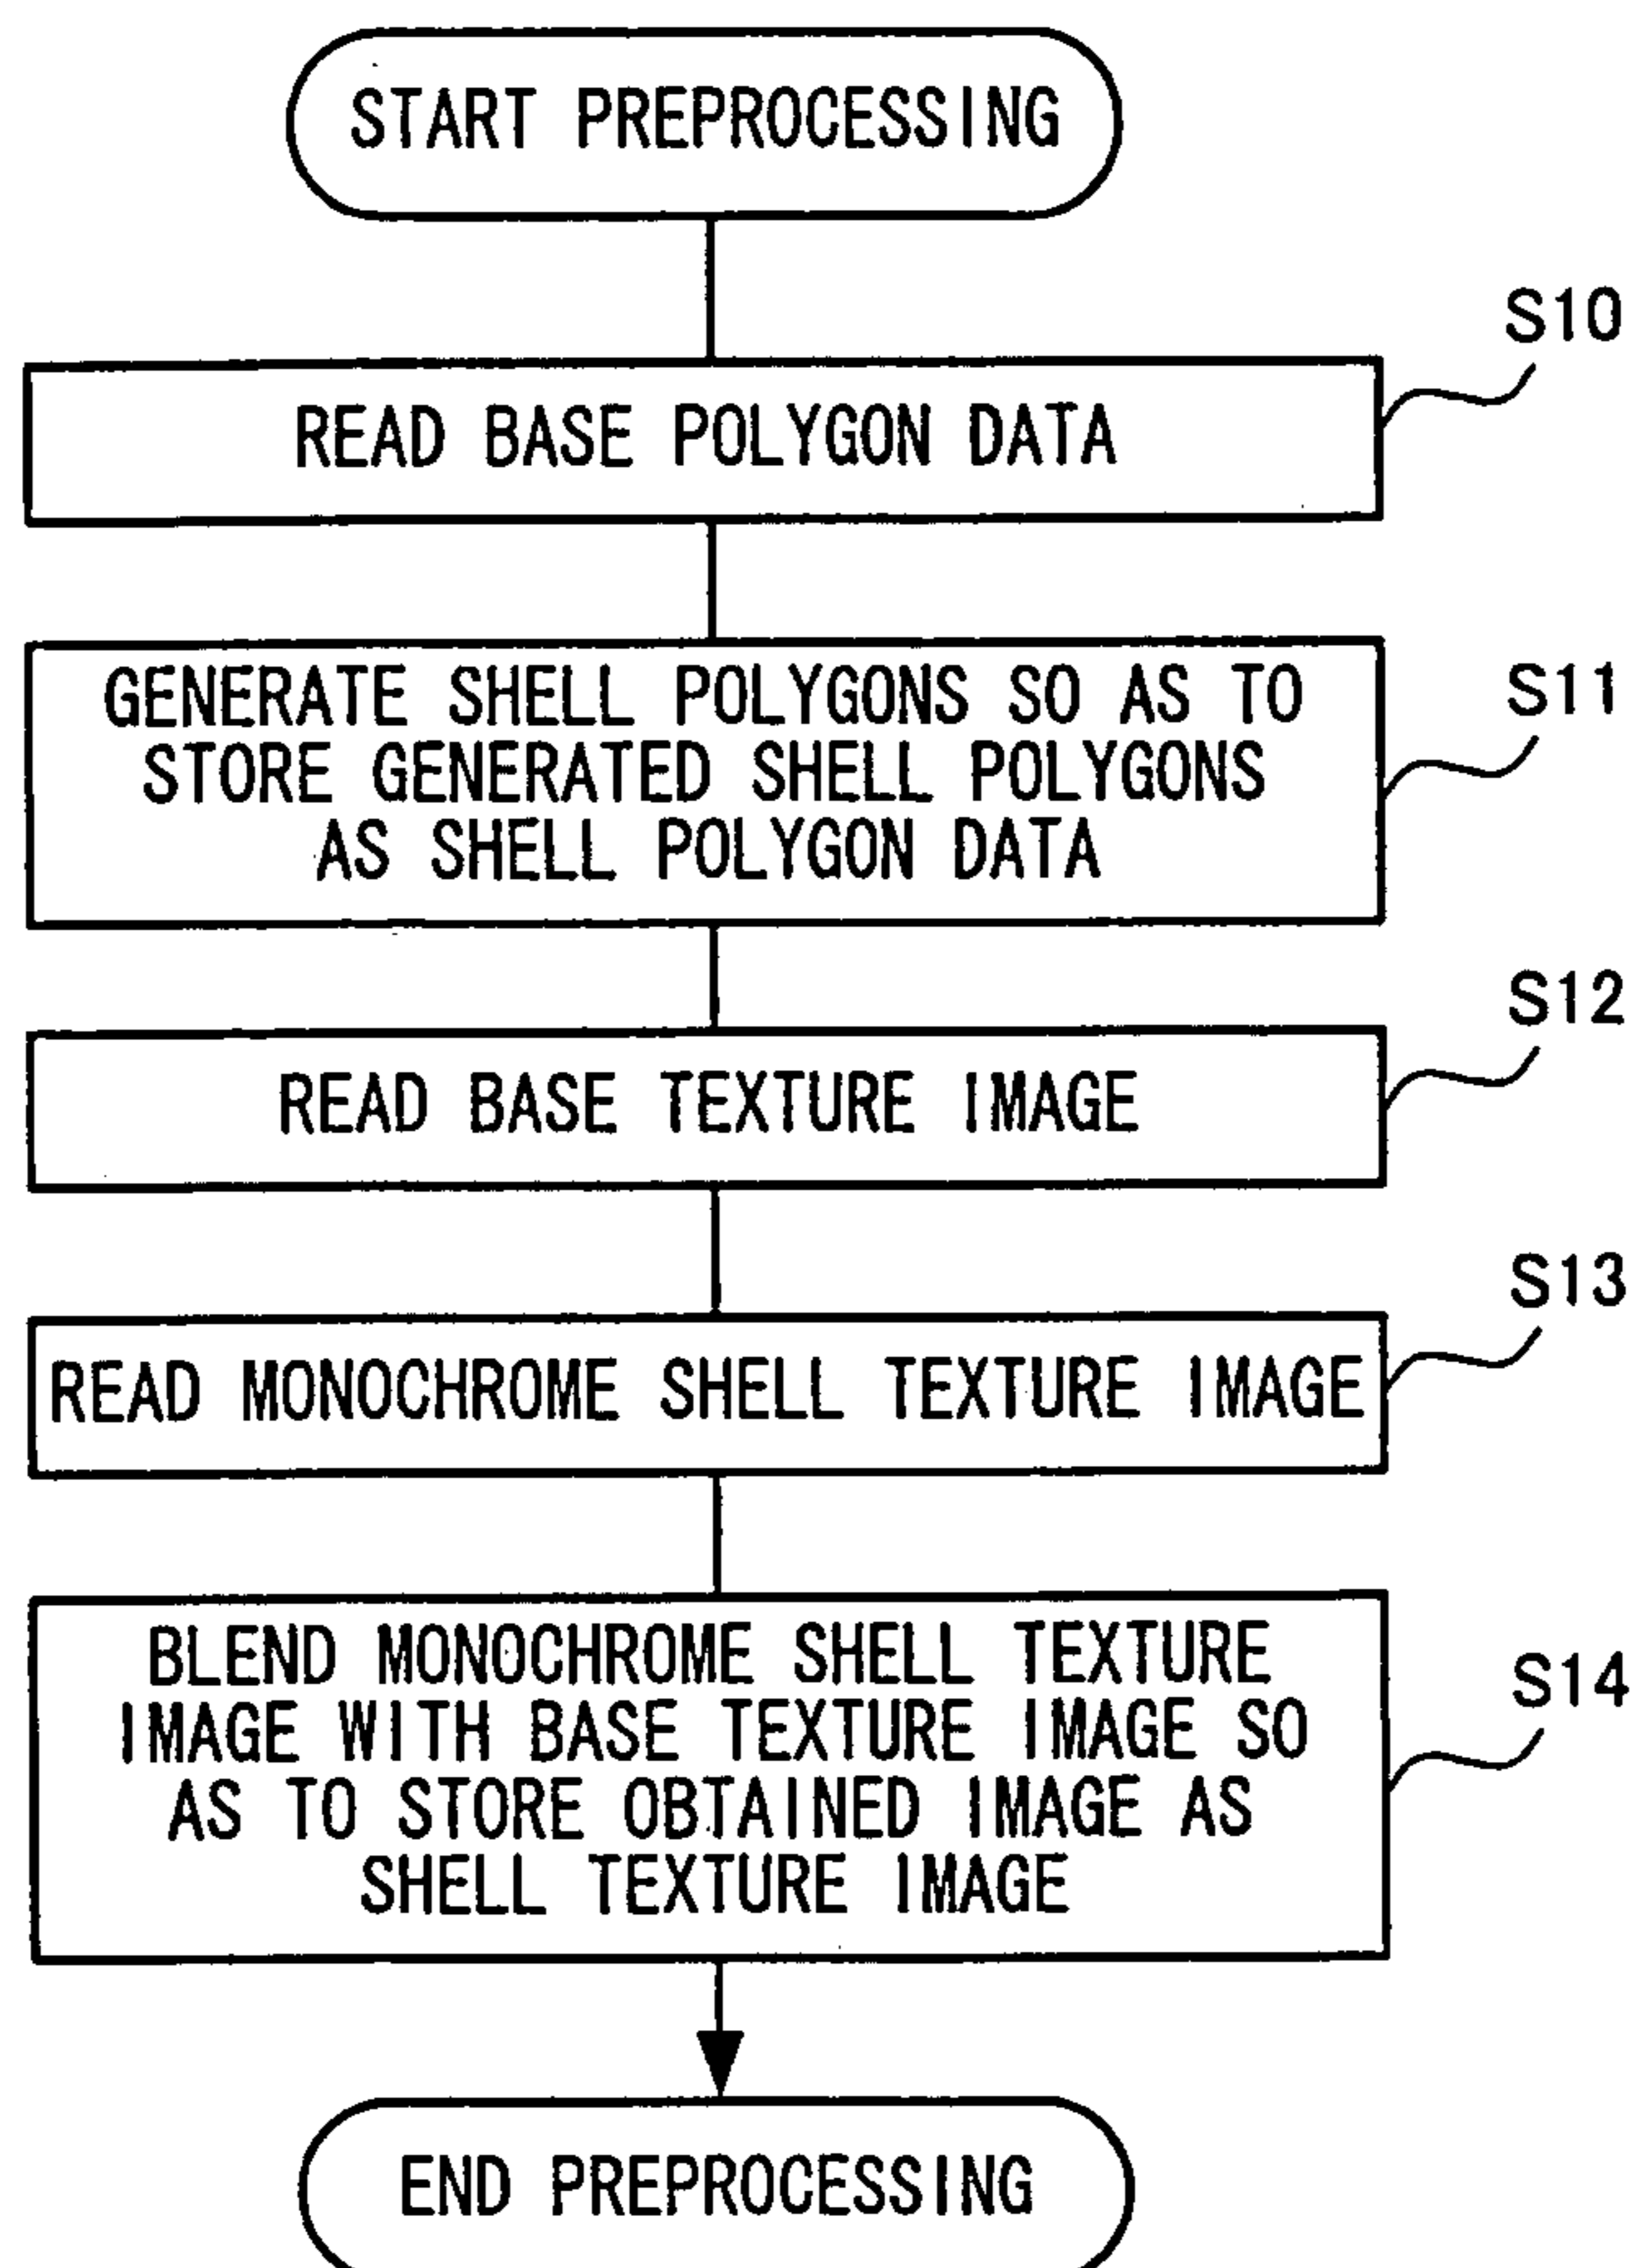 START PREPROCESSING
S10
READ BASE POLYGON DATA
S11
GENERATE SHELL POLYGONS SO AS TO
STORE GENERATED SHELL POLYGONS
AS SHELL POLYGON DATA
S12
READ BASE TEXTURE IMAGE
S13
READ MONOCHROME SHELL TEXTURE IMAGE
S14
BLEND MONOCHROME SHELL TEXTURE
IMAGE WITH BASE TEXTURE IMAGE SO
AS TO STORE OBTAINED IMAGE AS
SHELL TEXTURE IMAGE
END PREPROCESSING